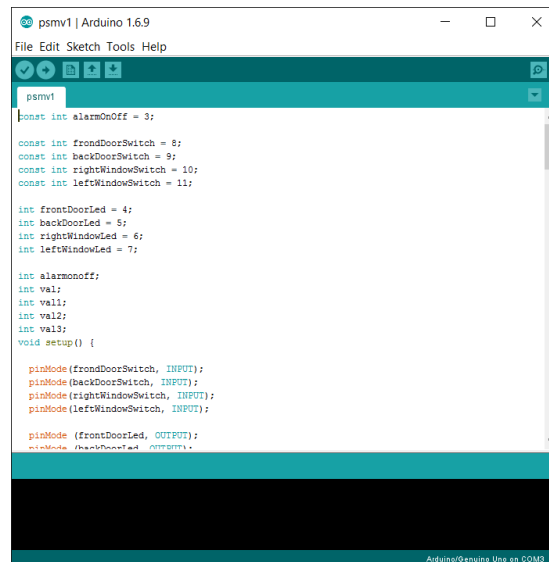 psmv1 | Arduino 1.6.9
File Edit Sketch Tools Help
psmv1
const int alarmOnOff = 3;
const int frondDoorSwitch = 8;
const int backDoorSwitch = 9;
const int rightWindowSwitch = 10;
const int leftWindowSwitch = 11;
int frontDoorLed = 4;
int backDoorLed = 5;
int rightWindowLed = 6;
int leftWindowLed = 7;
int alarmonoff;
int val;
int val1;
int val2;
int val3;
void setup() {
pinMode(frondDoorSwitch, INPUT);
pinMode(backDoorSwitch, INPUT);
pinMode(rightWindowSwitch, INPUT);
pinMode(leftWindowSwitch, INPUT);
pinMode (frontDoorLed, OUTPUT);
pinMode (backDoorLed, OUTPUT);
Arduino/Genuino Uno on COM3